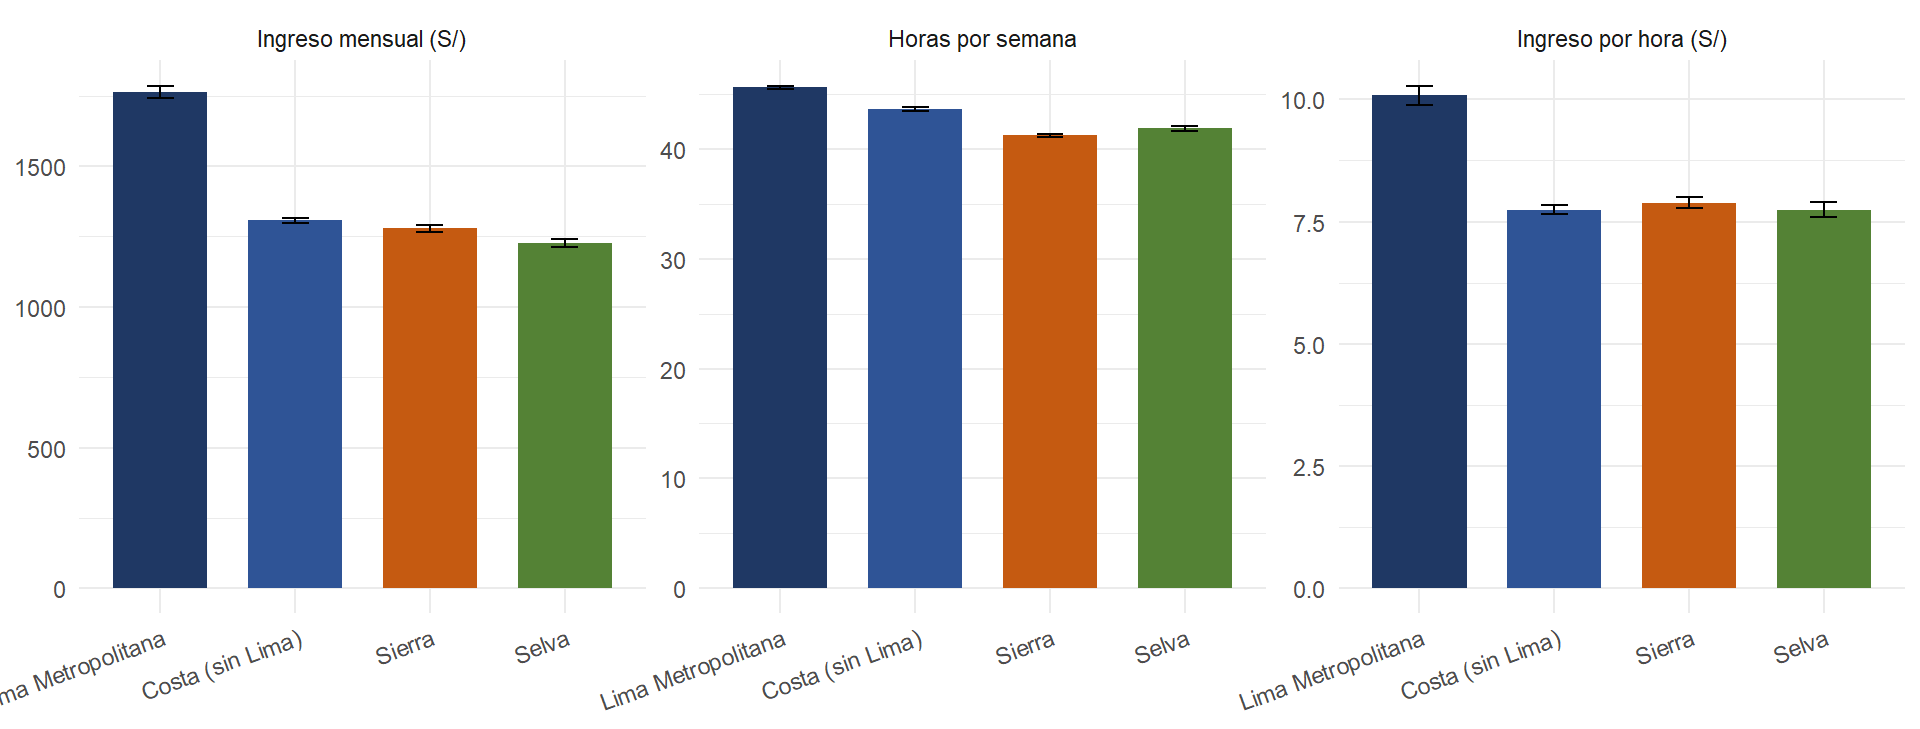 Ingreso mensual (S/)
1500
1000
500
0
ma Metropolitana
Costa (sin Lima)
Sierra
Selva
Horas por semana
40
30
20
10
0
Lima Metropolitana
Costa (sin Lima)
Sierra
Selva
Ingreso por hora (S/)
10.0
7.5
5.0
2.5
0.0
Lima Metropolitana
Costa (sin Lima)
Sierra
Selva